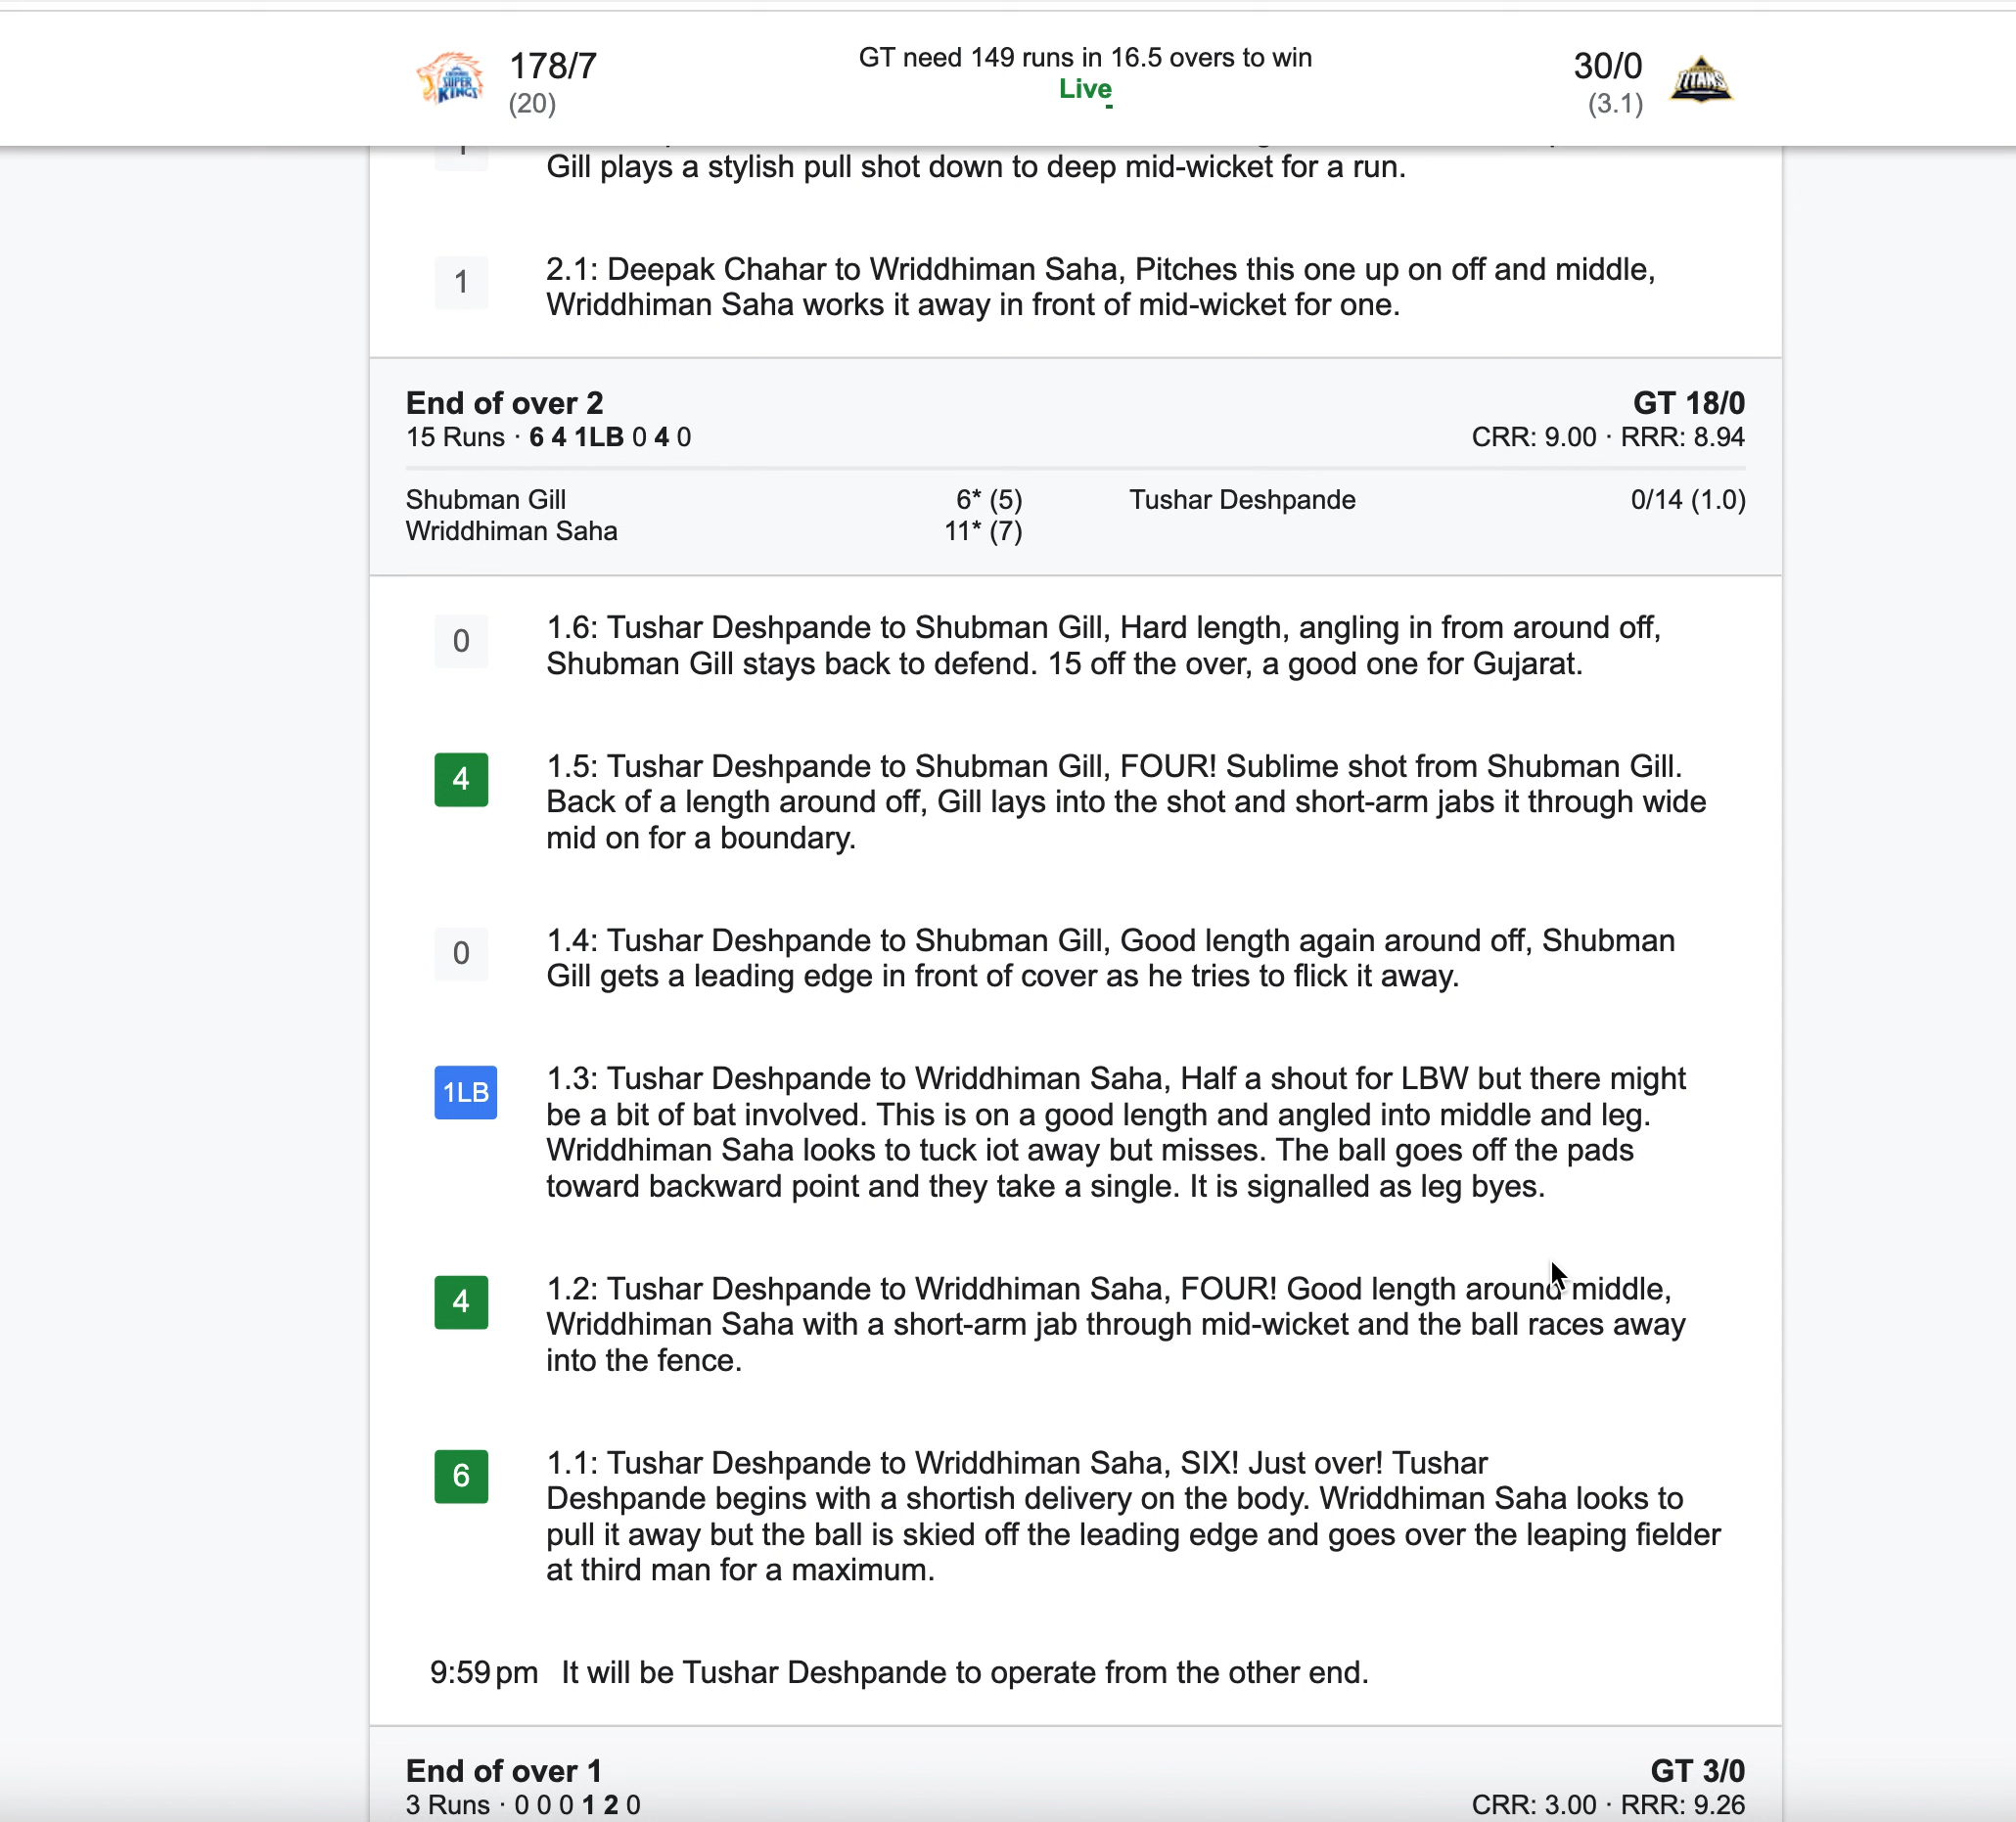 178/7
(20)
GT need 149 runs in 16.5 overs to win
Live
30/0
(3.1)
SUPER
KINGS
TITANS
Gill plays a stylish pull shot down to deep mid-wicket for a run.
1
2.1: Deepak Chahar to Wriddhiman Saha, Pitches this one up on off and middle,
Wriddhiman Saha works it away in front of mid-wicket for one.
End of over 2
GT 18/0
15 Runs · 6 4 1LB 0 4 0
CRR: 9.00 · RRR: 8.94
Shubman Gill 6* (5) Tushar Deshpande 0/14 (1.0)
Wriddhiman Saha 11* (7)
0
1.6: Tushar Deshpande to Shubman Gill, Hard length, angling in from around off,
Shubman Gill stays back to defend. 15 off the over, a good one for Gujarat.
4
1.5: Tushar Deshpande to Shubman Gill, FOUR! Sublime shot from Shubman Gill.
Back of a length around off, Gill lays into the shot and short-arm jabs it through wide
mid on for a boundary.
0
1.4: Tushar Deshpande to Shubman Gill, Good length again around off, Shubman
Gill gets a leading edge in front of cover as he tries to flick it away.
1LB
1.3: Tushar Deshpande to Wriddhiman Saha, Half a shout for LBW but there might
be a bit of bat involved. This is on a good length and angled into middle and leg.
Wriddhiman Saha looks to tuck iot away but misses. The ball goes off the pads
toward backward point and they take a single. It is signalled as leg byes.
4
1.2: Tushar Deshpande to Wriddhiman Saha, FOUR! Good length around middle,
Wriddhiman Saha with a short-arm jab through mid-wicket and the ball races away
into the fence.
6
1.1: Tushar Deshpande to Wriddhiman Saha, SIX! Just over! Tushar
Deshpande begins with a shortish delivery on the body. Wriddhiman Saha looks to
pull it away but the ball is skied off the leading edge and goes over the leaping fielder
at third man for a maximum.
9:59 pm It will be Tushar Deshpande to operate from the other end.
End of over 1
GT 3/0
3 Runs · 0 0 0 1 2 0
CRR: 3.00 · RRR: 9.26